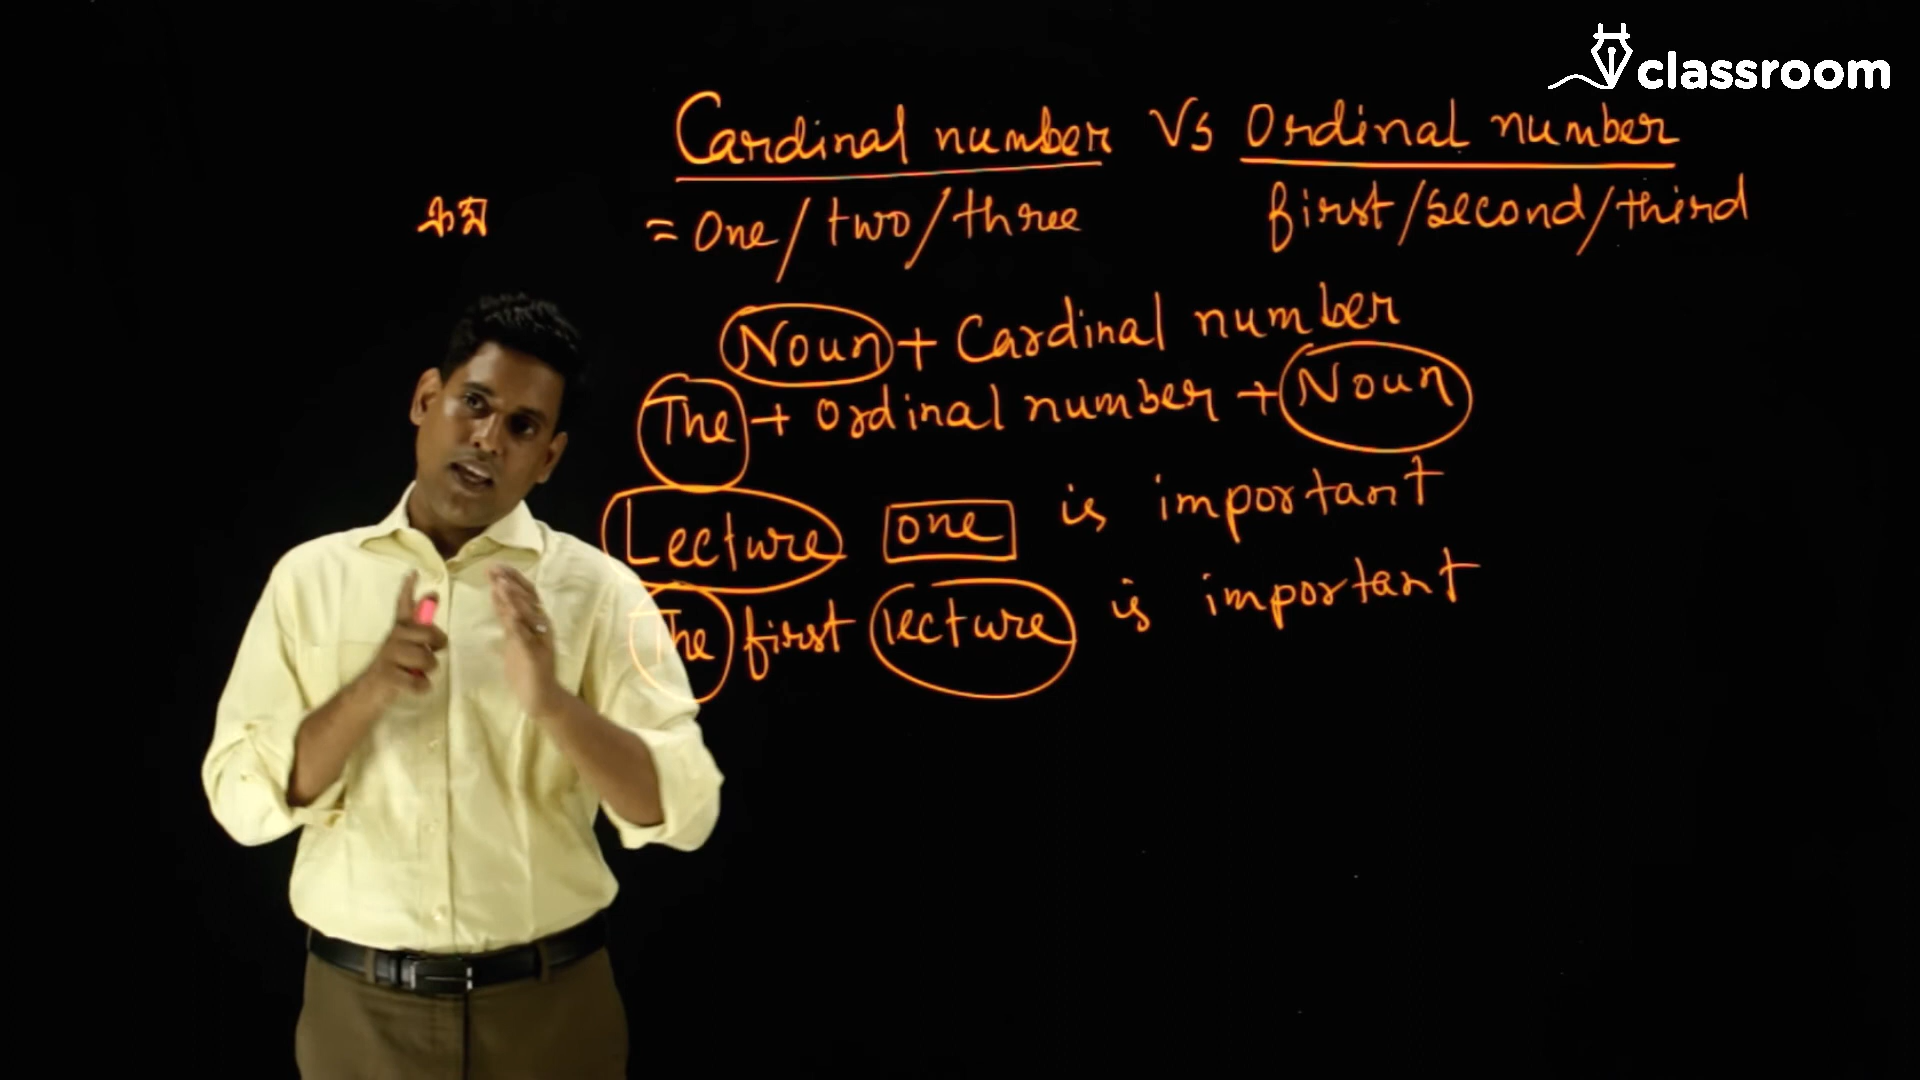 classroom
Cardinal number Vs Ordinal number
= One/two/three first/second/third
Noun + Cardinal number
The + Ordinal number + Noun
Lecture one is important
The first lecture is important